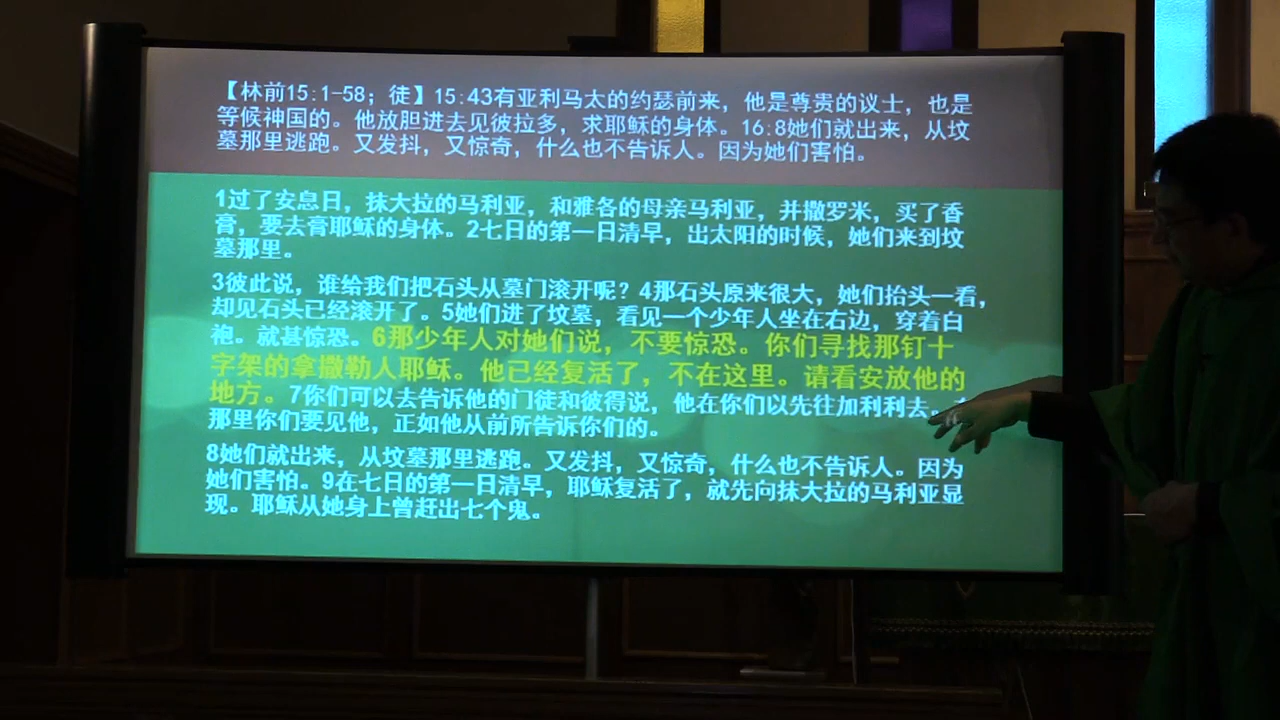 【林前15:1-58；徒】15:43有亚利马太的约瑟前来，他是尊贵的议士，也是
等候神国的。他放胆进去见彼拉多，求耶稣的身体。16:8她们就出来，从坟
墓那里逃跑。又发抖，又惊奇，什么也不告诉人。因为她们害怕。
1过了安息日，抹大拉的马利亚，和雅各的母亲马利亚，并撒罗米，买了香
膏，要去膏耶稣的身体。2七日的第一日清早，出太阳的时候，她们来到坟
墓那里。
3彼此说，谁给我们把石头从墓门滚开呢？4那石头原来很大，她们抬头一看，
却见石头已经滚开了。5她们进了坟墓，看见一个少年人坐在右边，穿着白
袍。就甚惊恐。6那少年人对她们说，不要惊恐。你们寻找那钉十
字架的拿撒勒人耶稣。他已经复活了，不在这里。请看安放他的
地方。7你们可以去告诉他的门徒和彼得说，他在你们以先往加利利去。
那里你们要见他，正如他从前所告诉你们的。
8她们就出来，从坟墓那里逃跑。又发抖，又惊奇，什么也不告诉人。因为
她们害怕。9在七日的第一日清早，耶稣复活了，就先向抹大拉的马利亚显
现。耶稣从她身上曾赶出七个鬼。